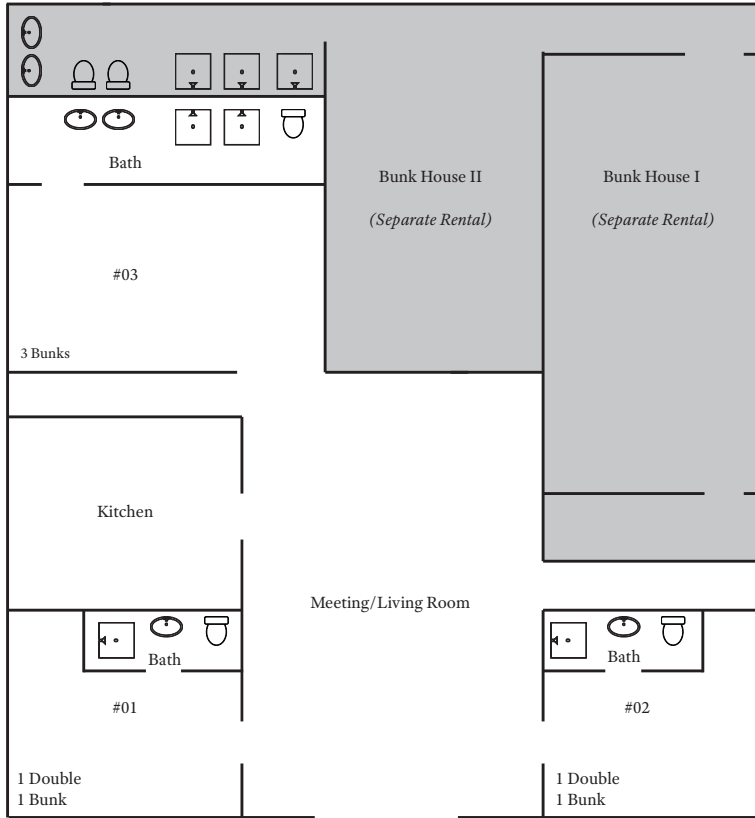 Bath
Bunk House II
(Separate Rental)
Bunk House I
(Separate Rental)
#03
3 Bunks
Kitchen
Meeting/Living Room
Bath
#01
1 Double
1 Bunk
Bath
#02
1 Double
1 Bunk